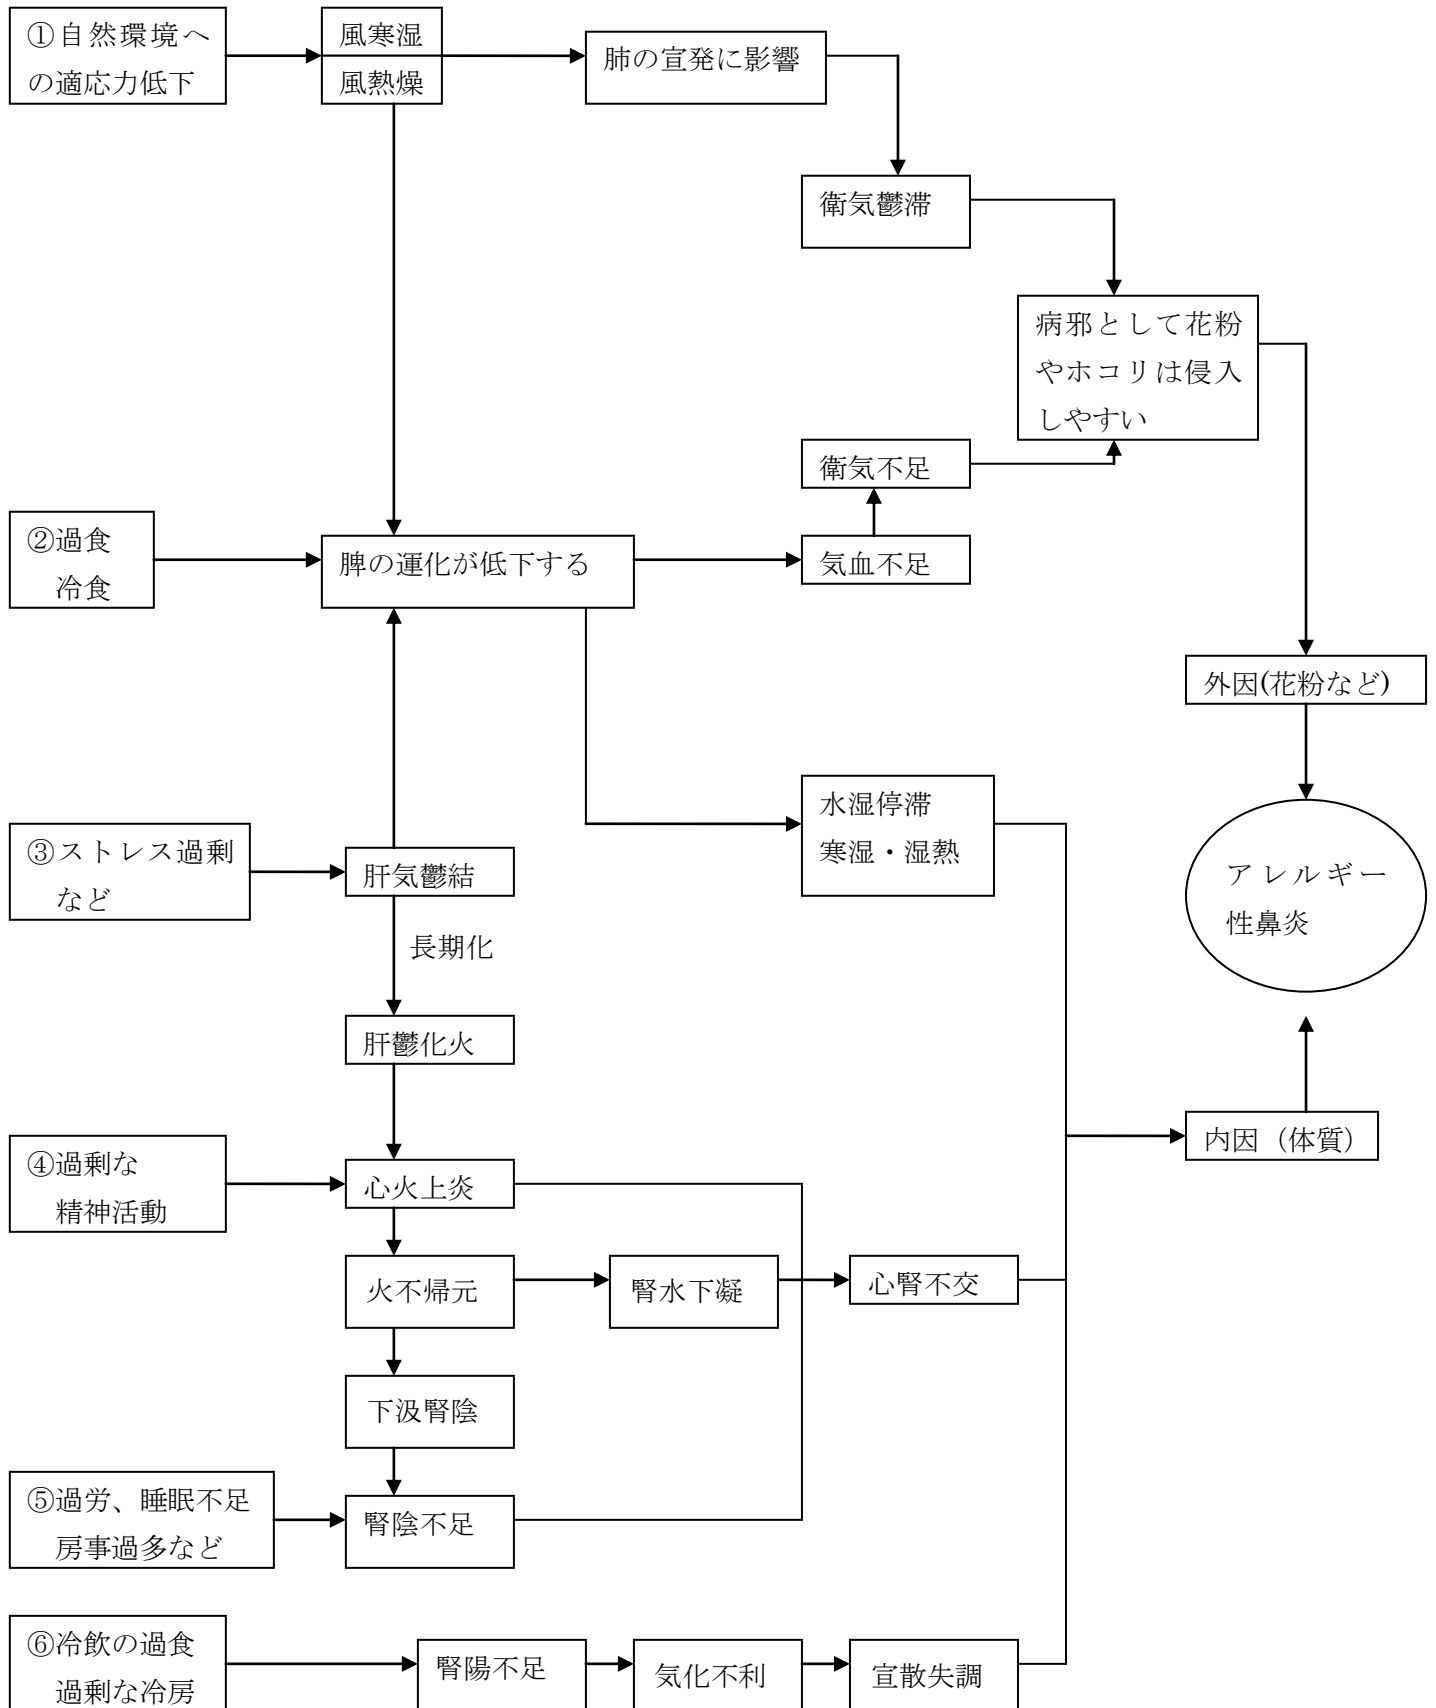 ①自然環境へ
の適応力低下
風寒湿
風熱燥
肺の宣発に影響
衛気鬱滞
病邪として花粉
やホコリは侵入
しやすい
衛気不足
②過食
冷食
脾の運化が低下する
気血不足
外因(花粉など)
水湿停滞
寒湿・湿熱
③ストレス過剰
など
肝気鬱結
アレルギー
性鼻炎
長期化
肝鬱化火
内因（体質）
④過剰な
精神活動
心火上炎
火不帰元
腎水下凝
心腎不交
下汲腎陰
⑤過労、睡眠不足
房事過多など
腎陰不足
⑥冷飲の過食
過剰な冷房
腎陽不足
気化不利
宣散失調